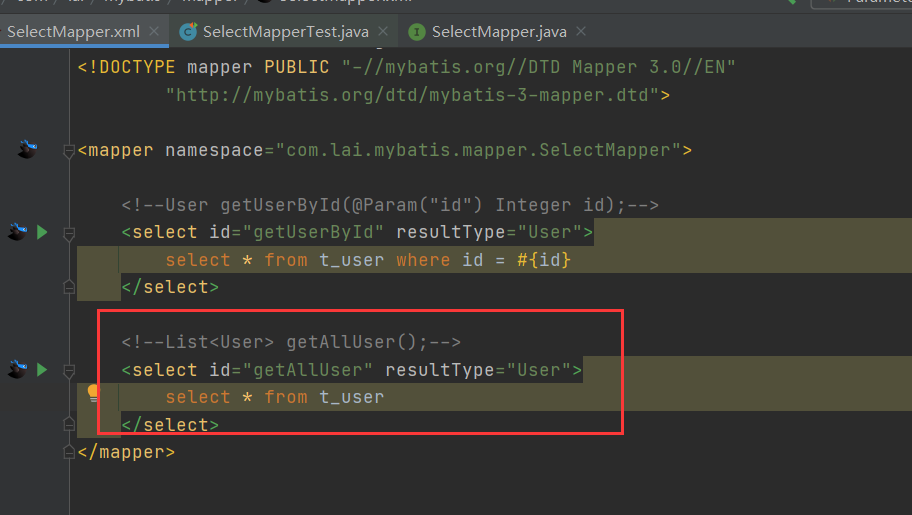 SelectMapper.xml SelectMapperTest.java SelectMapper.java
<!DOCTYPE mapper PUBLIC "-//mybatis.org//DTD Mapper 3.0//EN"
"http://mybatis.org/dtd/mybatis-3-mapper.dtd">
<mapper namespace="com.lai.mybatis.mapper.SelectMapper">
<!--User getUserById(@Param("id") Integer id);-->
<select id="getUserById" resultType="User">
select * from t_user where id = #{id}
</select>
<!--List<User> getAllUser();-->
<select id="getAllUser" resultType="User">
select * from t_user
</select>
</mapper>